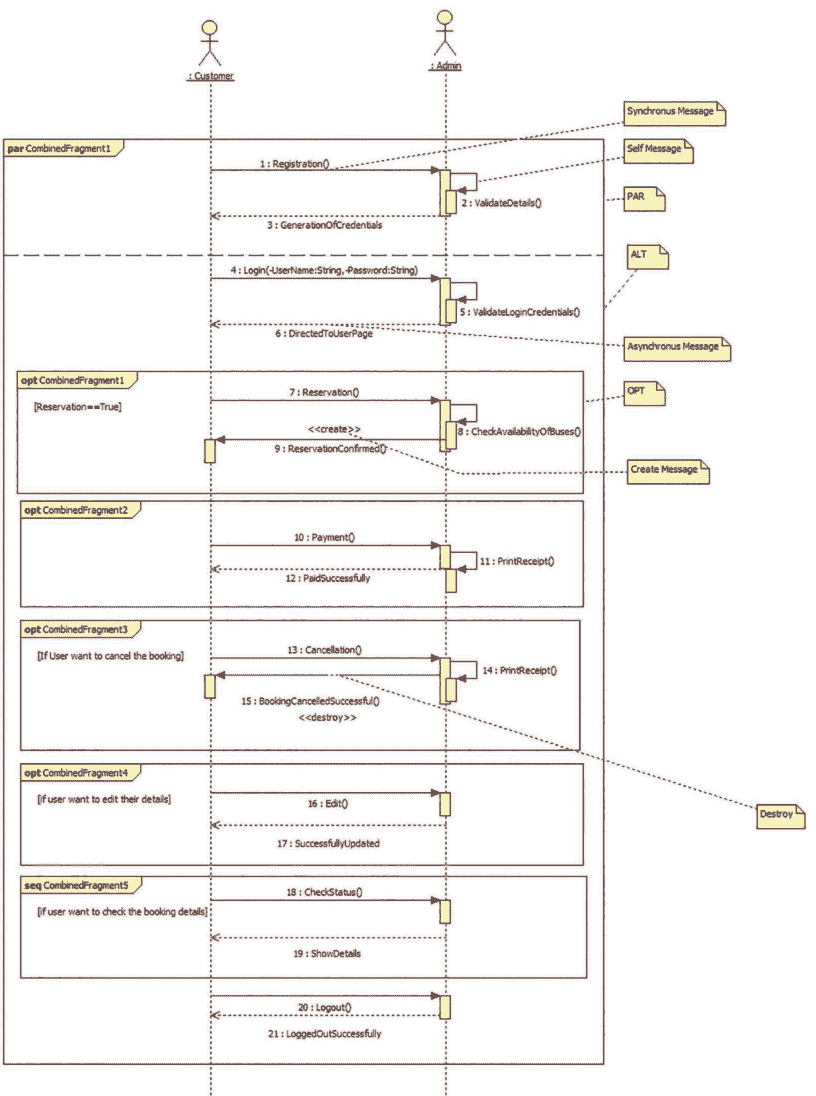 : Customer
: Admin
Synchronus Message
par CombinedFragment1
Self Message
1 : Registration()
2 : ValidateDetails()
PAR
3 : GenerationOfCredentials
ALT
4 : Login(-UserName:String,-Password:String)
5 : ValidateLoginCredentials()
6 : DirectedToUserPage
Asynchronus Message
opt CombinedFragment1
OPT
7 : Reservation()
[Reservation==True]
<<create>>
8 : CheckAvailabilityOfBuses()
9 : ReservationConfirmed()
Create Message
opt CombinedFragment2
10 : Payment()
11 : PrintReceipt()
12 : PaidSuccessfully
opt CombinedFragment3
13 : Cancellation()
[If User want to cancel the booking]
14 : PrintReceipt()
15 : BookingCancelledSuccessful()
<<destroy>>
opt CombinedFragment4
[if user want to edit their details]
16 : Edit()
Destroy
17 : SuccessfullyUpdated
seq CombinedFragment5
18 : CheckStatus()
[if user want to check the booking details]
19 : ShowDetails
20 : Logout()
21 : LoggedOutSuccessfully